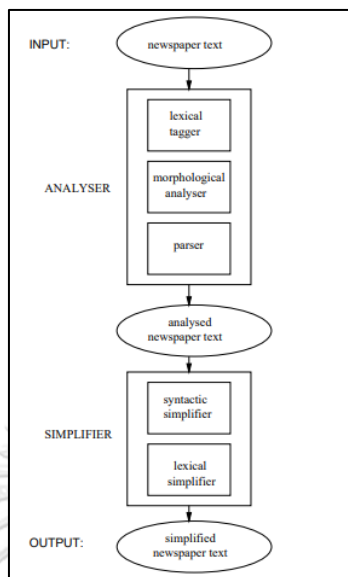 INPUT:
newspaper text
lexical
tagger
ANALYSER
morphological
analyser
parser
analysed
newspaper text
syntactic
simplifier
SIMPLIFIER
lexical
simplifier
OUTPUT:
simplified
newspaper text